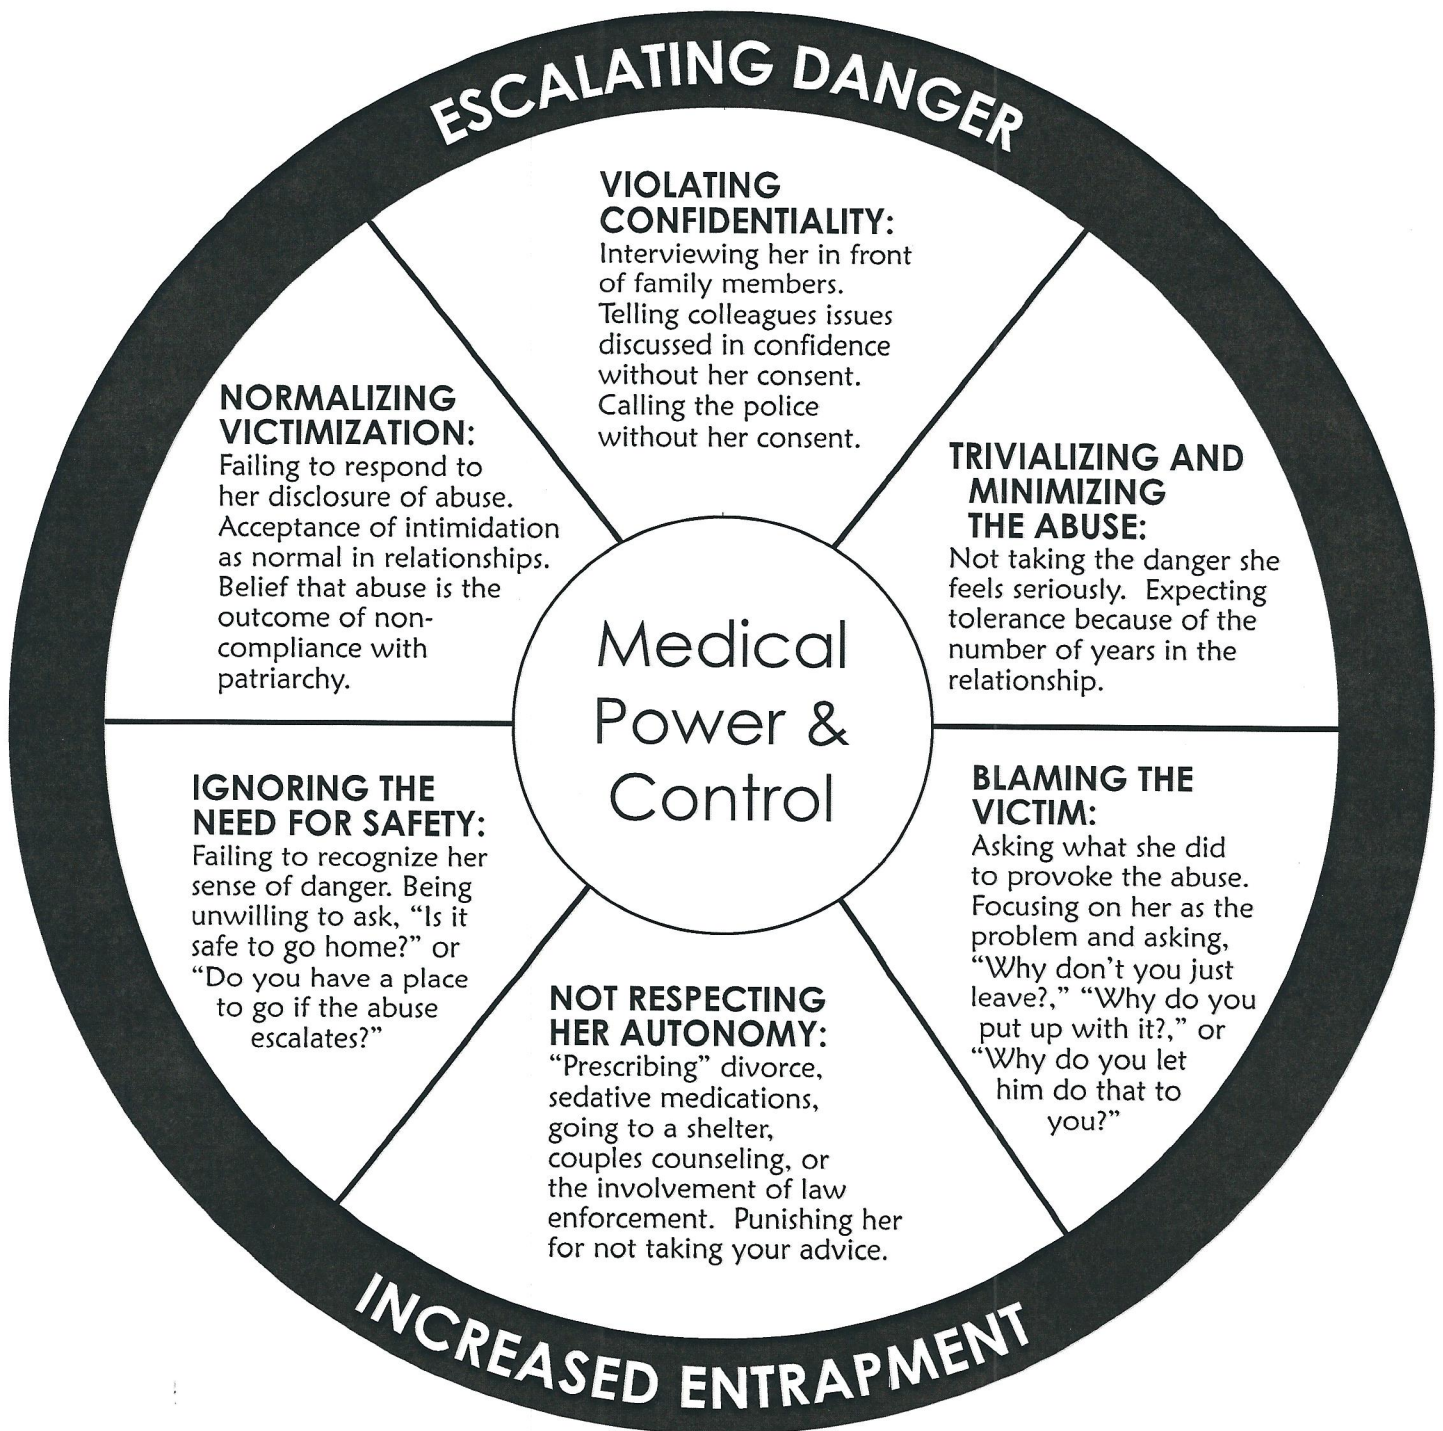 ESCALATING DANGER
VIOLATING
CONFIDENTIALITY:
Interviewing her in front
of family members.
Telling colleagues issues
discussed in confidence
without her consent.
Calling the police
without her consent.
TRIVIALIZING AND
MINIMIZING
THE ABUSE:
Not taking the danger she
feels seriously.  Expecting
tolerance because of the
number of years in the
relationship.
BLAMING THE
VICTIM:
Asking what she did
to provoke the abuse.
Focusing on her as the
problem and asking,
“Why don’t you just
leave?,” “Why do you
put up with it?,” or
“Why do you let
him do that to
you?”
NOT RESPECTING
HER AUTONOMY:
“Prescribing” divorce,
sedative medications,
going to a shelter,
couples counseling, or
the involvement of law
enforcement.  Punishing her
for not taking your advice.
IGNORING THE
NEED FOR SAFETY:
Failing to recognize her
sense of danger. Being
unwilling to ask, “Is it
safe to go home?” or
“Do you have a place
to go if the abuse
escalates?”
NORMALIZING
VICTIMIZATION:
Failing to respond to
her disclosure of abuse.
Acceptance of intimidation
as normal in relationships.
Belief that abuse is the
outcome of non-
compliance with
patriarchy.
Medical
Power &
Control
INCREASED ENTRAPMENT